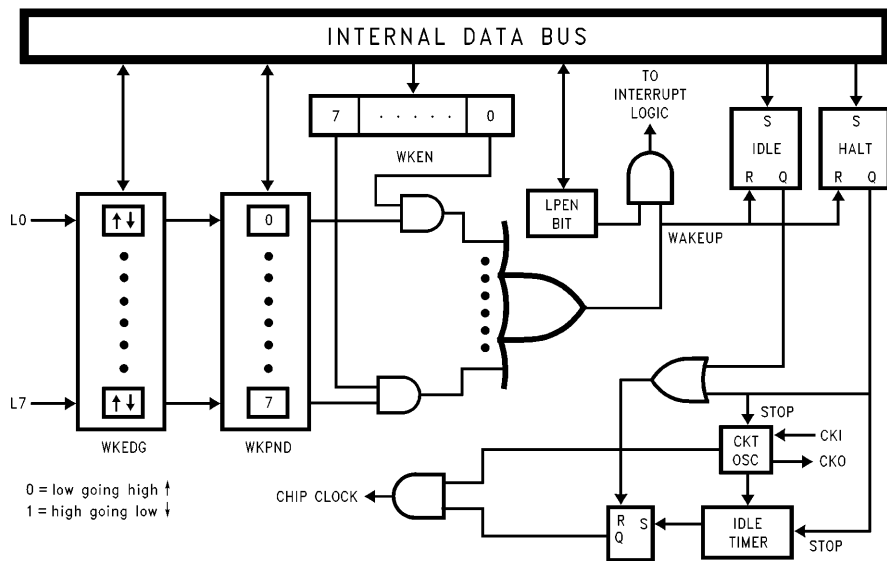 INTERNAL DATA BUS
TO
INTERRUPT
LOGIC
7 · · · · · 0
WKEN
S
IDLE
R Q
S
HALT
R Q
LPEN
BIT
WAKEUP
L0
↑↓
0
L7
↑↓
7
WKEDG
WKPND
0 = low going high ↑
1 = high going low ↓
STOP
CKT
OSC
CKI
CKO
CHIP CLOCK
R S
Q
IDLE
TIMER
STOP